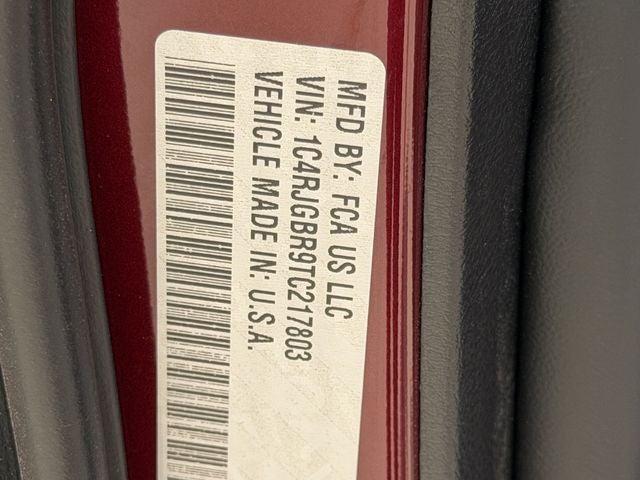 MFD BY: FCA US LLC
VIN: 1C4RJGBR9TC217803
VEHICLE MADE IN: U.S.A.